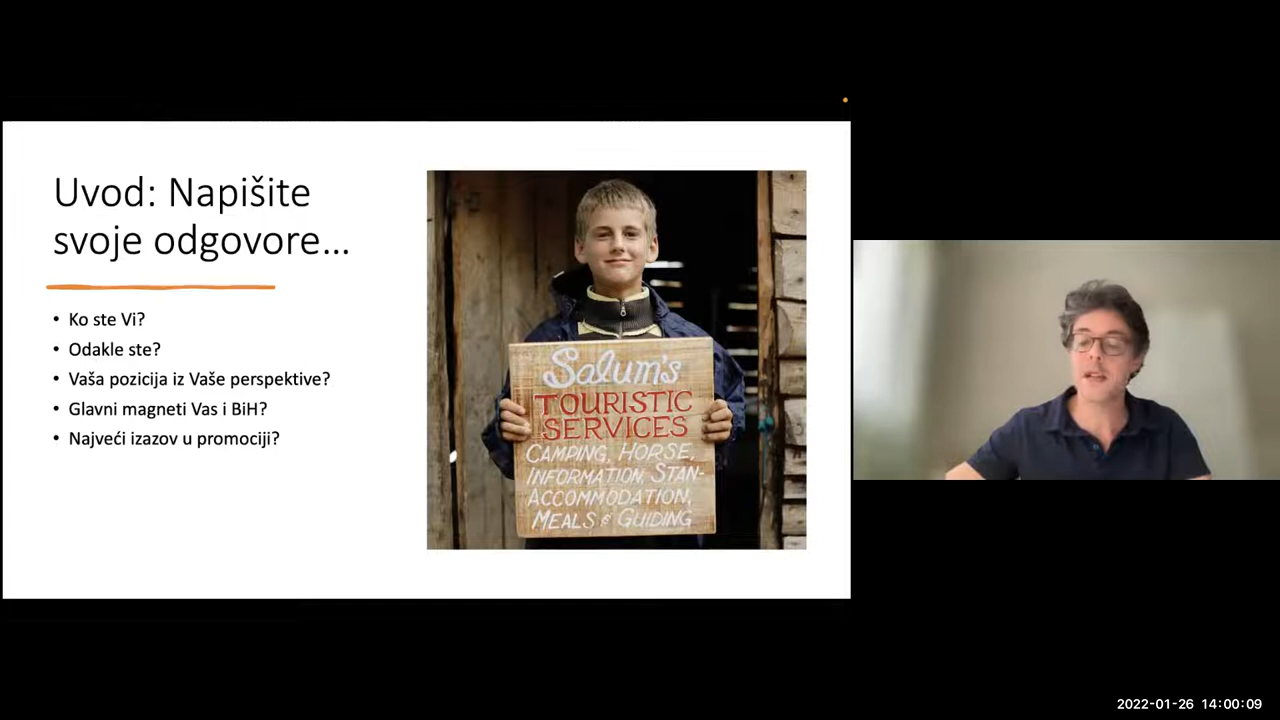 Uvod: Napišite
svoje odgovore...
• Ko ste Vi?
• Odakle ste?
• Vaša pozicija iz Vaše perspektive?
• Glavni magneti Vas i BiH?
• Najveći izazov u promociji?
Salum's
TOURISTIC
SERVICES
CAMPING, HORSE,
INFORMATION, STAN-
ACCOMMODATION,
MEALS & GUIDING
2022-01-26 14:00:09